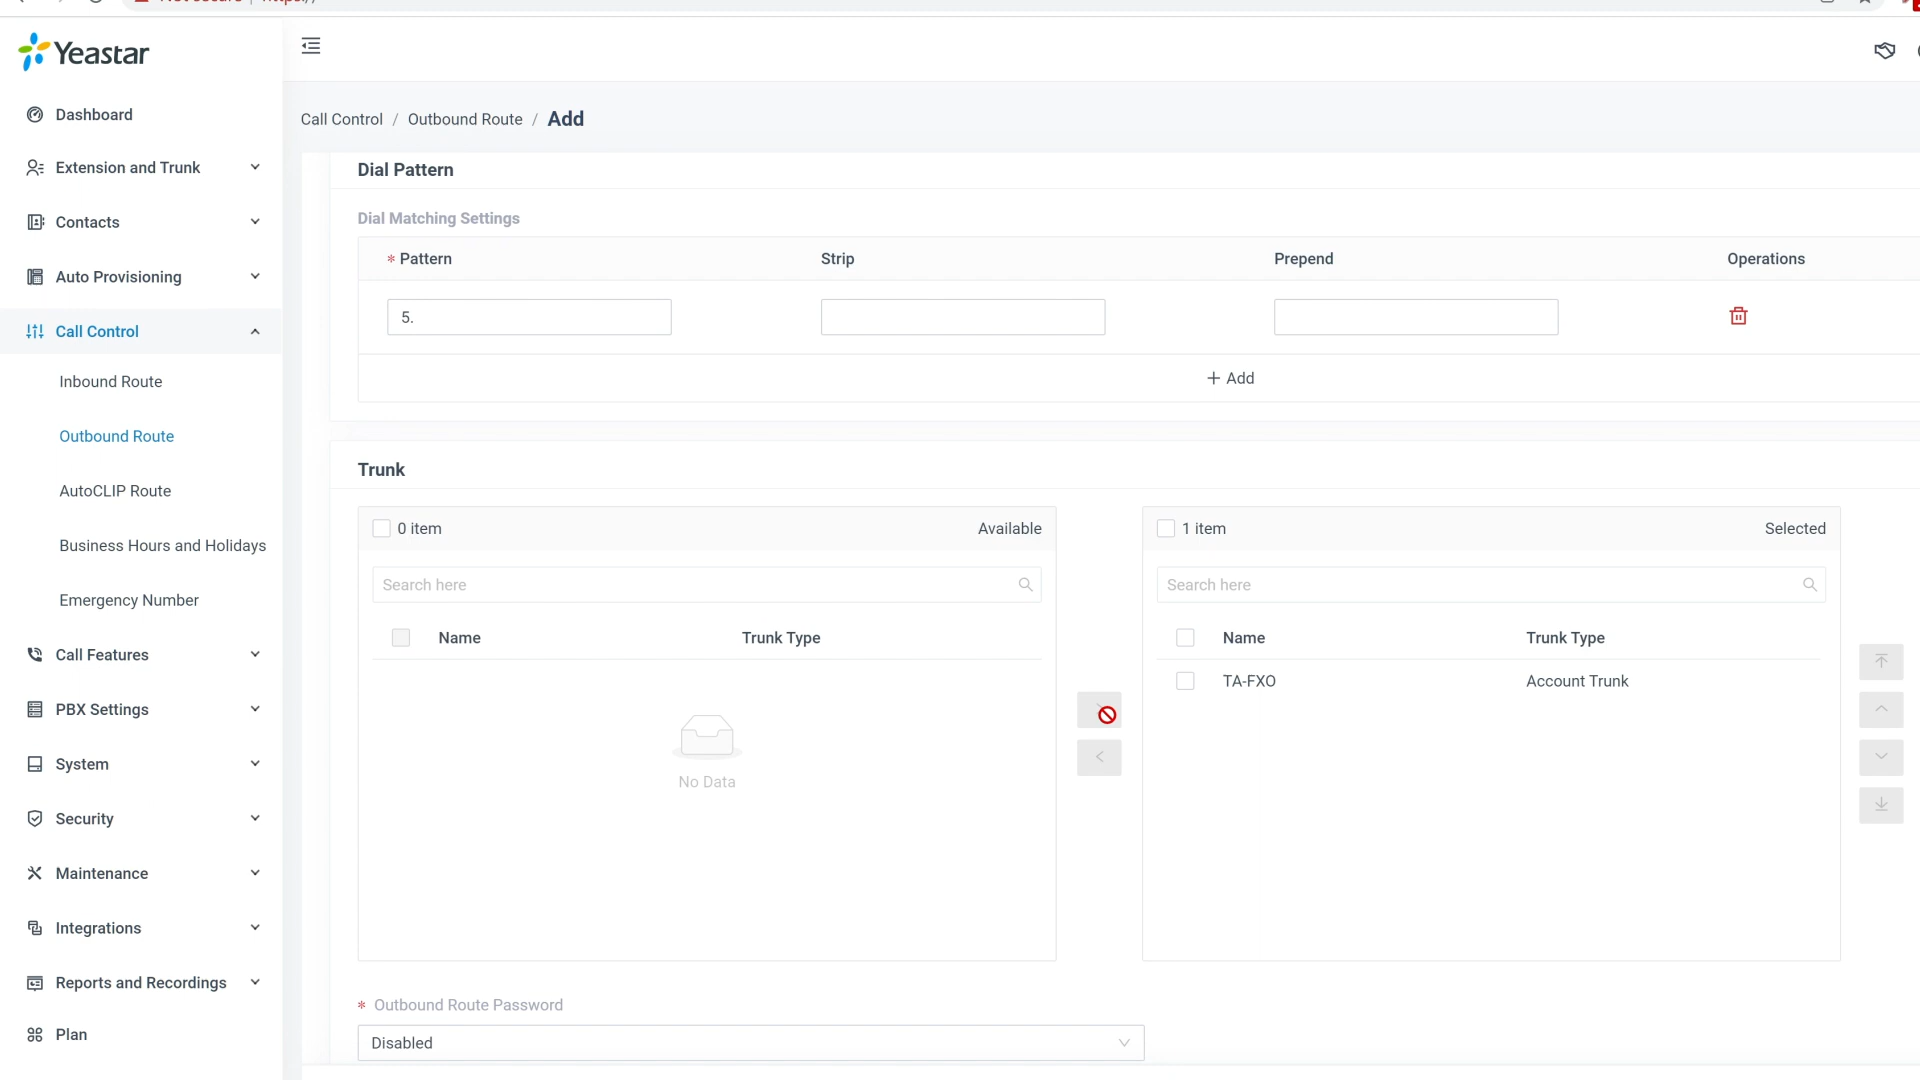 Yeastar
Dashboard
Extension and Trunk
Contacts
Auto Provisioning
Call Control
Inbound Route
Outbound Route
AutoCLIP Route
Business Hours and Holidays
Emergency Number
Call Features
PBX Settings
System
Security
Maintenance
Integrations
Reports and Recordings
Plan
Call Control / Outbound Route / Add
Dial Pattern
Dial Matching Settings
* Pattern Strip Prepend Operations
5.
+ Add
Trunk
0 item Available
Search here
Name Trunk Type
No Data
1 item Selected
Search here
Name Trunk Type
TA-FXO Account Trunk
* Outbound Route Password
Disabled